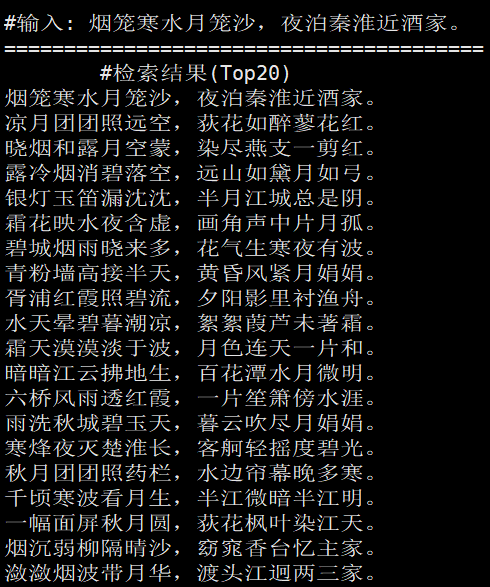 #输入: 烟笼寒水月笼沙，夜泊秦淮近酒家。
========================================
#检索结果(Top20)
烟笼寒水月笼沙，夜泊秦淮近酒家。
凉月团团照远空，荻花如醉蓼花红。
晓烟和露月空蒙，染尽燕支一剪红。
露冷烟消碧落空，远山如黛月如弓。
银灯玉笛漏沈沈，半月江城总是阴。
霜花映水夜含虚，画角声中片月孤。
碧城烟雨晓来多，花气生寒夜有波。
青粉墙高接半天，黄昏风紧月娟娟。
胥浦红霞照碧流，夕阳影里衬渔舟。
水天晕碧暮潮凉，絮絮葭芦未著霜。
霜天漠漠淡于波，月色连天一片和。
暗暗江云拂地生，百花潭水月微明。
六桥风雨透红霞，一片笙箫傍水涯。
雨洗秋城碧玉天，暮云吹尽月娟娟。
寒烽夜灭楚淮长，客舸轻摇度碧光。
秋月团团照药栏，水边帘幕晚多寒。
千顷寒波看月生，半江微暗半江明。
一幅面屏秋月圆，荻花枫叶染江天。
烟沉弱柳隔晴沙，窈窕香台忆主家。
潋潋烟波带月华，渡头江迥两三家。